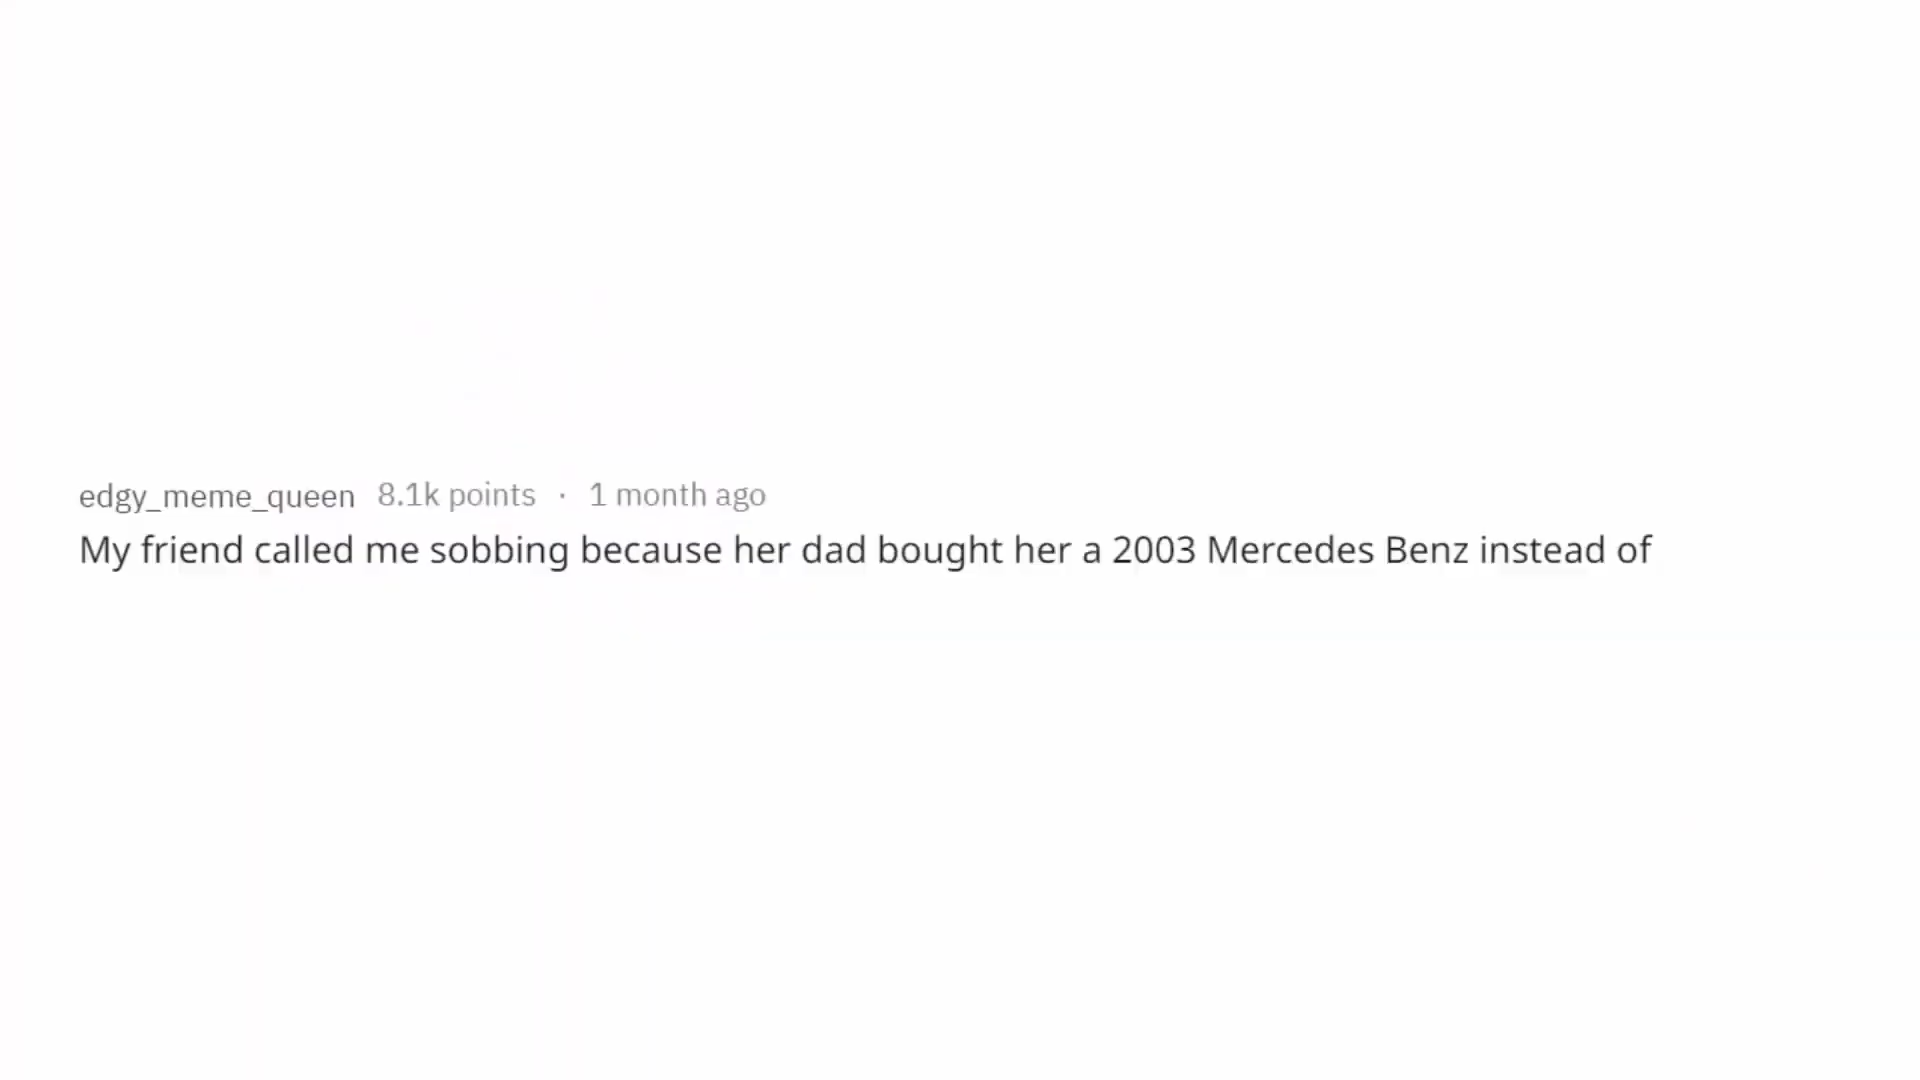 edgy_meme_queen 8.1k points · 1 month ago
My friend called me sobbing because her dad bought her a 2003 Mercedes Benz instead of